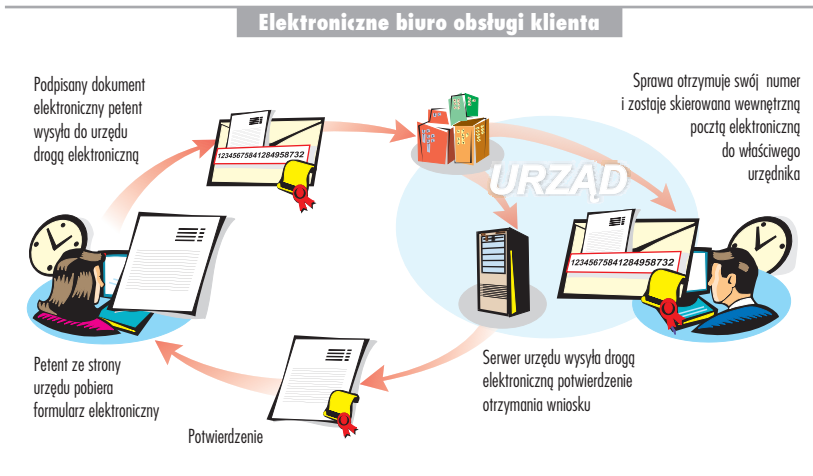 Elektroniczne biuro obsługi klienta
Podpisany dokument
elektroniczny petent
wysyła do urzędu
drogą elektroniczną
12345675841284958732
Sprawa otrzymuje swój numer
i zostaje skierowana wewnętrzną
pocztą elektroniczną
do właściwego
urzędnika
URZĄD
12345675841284958732
Petent ze strony
urzędu pobiera
formularz elektroniczny
Serwer urzędu wysyła drogą
elektroniczną potwierdzenie
otrzymania wniosku
Potwierdzenie